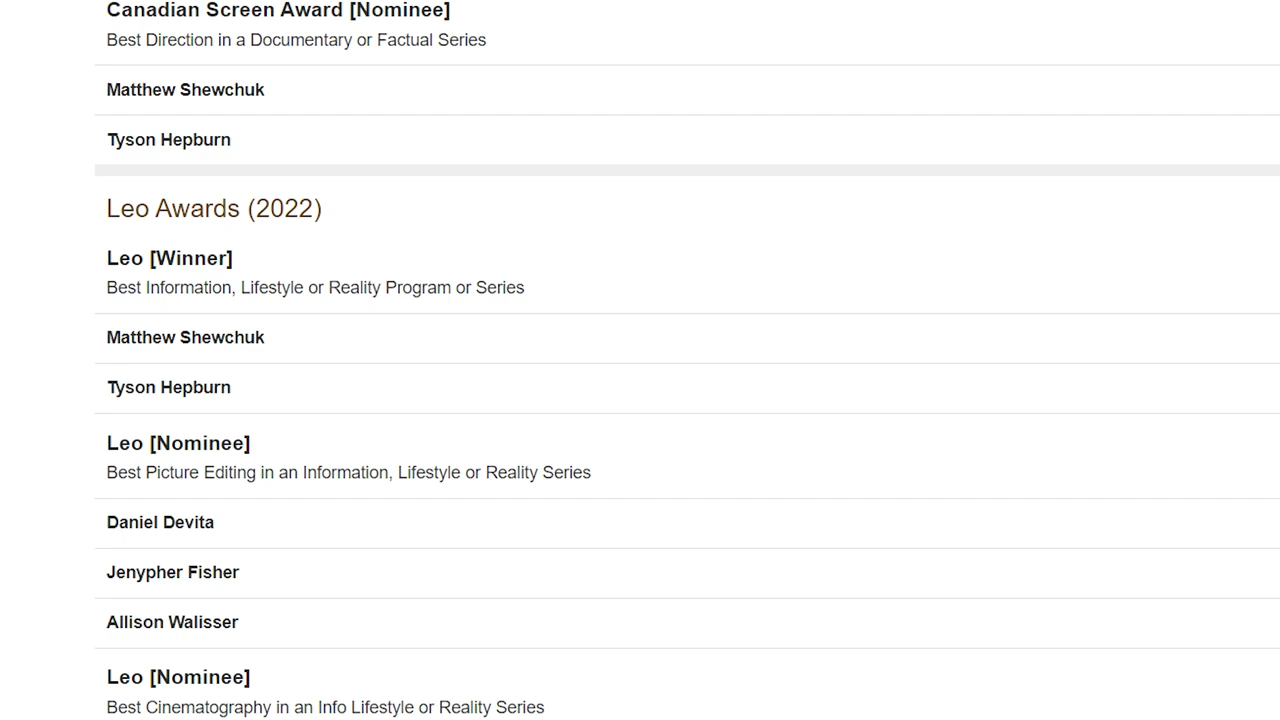 Canadian Screen Award [Nominee]
Best Direction in a Documentary or Factual Series
Matthew Shewchuk
Tyson Hepburn
Leo Awards (2022)
Leo [Winner]
Best Information, Lifestyle or Reality Program or Series
Matthew Shewchuk
Tyson Hepburn
Leo [Nominee]
Best Picture Editing in an Information, Lifestyle or Reality Series
Daniel Devita
Jenypher Fisher
Allison Walisser
Leo [Nominee]
Best Cinematography in an Info Lifestyle or Reality Series